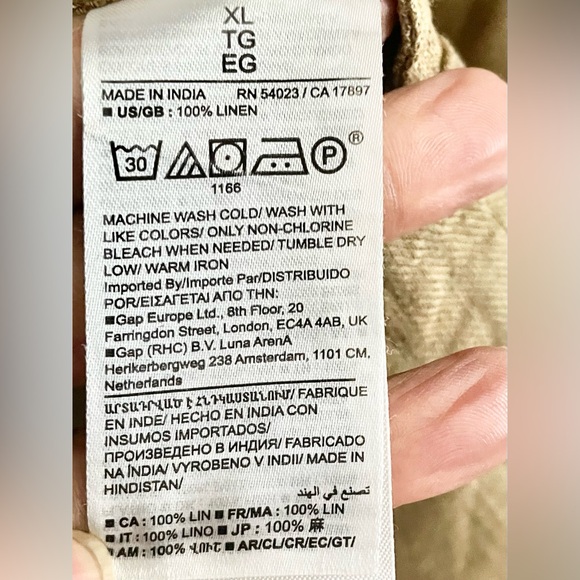 XL
TG
EG
MADE IN INDIA RN 54023 / CA 17897
■ US/GB : 100% LINEN
30 P ®
1166
MACHINE WASH COLD/ WASH WITH
LIKE COLORS/ ONLY NON-CHLORINE
BLEACH WHEN NEEDED/ TUMBLE DRY
LOW/ WARM IRON
Imported By/Importe Par/DISTRIBUIDO
POR/ΕΙΣΑΓΕΤΑΙ ΑΠΟ ΤΗΝ:
■Gap Europe Ltd., 8th Floor, 20
Farringdon Street, London, EC4A 4AB, UK
■Gap (RHC) B.V. Luna ArenA
Herikerbergweg 238 Amsterdam, 1101 CM,
Netherlands
ԱՐՏԱԴՐՎԱԾ Է ՀՆԴԿԱՍՏԱՆՈՒՄ/ FABRIQUE
EN INDE/ HECHO EN INDIA CON
INSUMOS IMPORTADOS/
ПРОИЗВЕДЕНО В ИНДИИ/ FABRICADO
NA ÍNDIA/ VYROBENO V INDII/ MADE IN
HINDISTAN/
تصنع في الهند
■ CA : 100% LIN ■ FR/MA : 100% LIN
■ IT : 100% LINO ■ JP : 100% 麻
■ AM : 100% ՎՈՒՇ ■ AR/CL/CR/EC/GT/